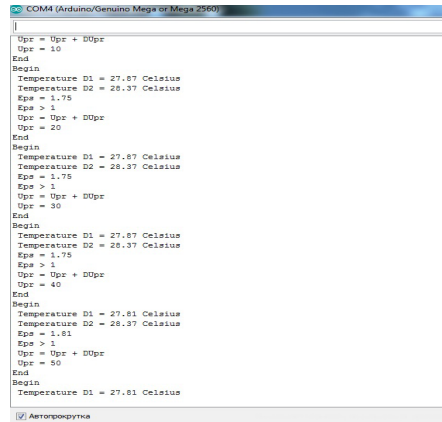 COM4 (Arduino/Genuino Mega or Mega 2560)
Upr = Upr + DUpr
Upr = 10
End
Begin
Temperature D1 = 27.87 Celsius
Temperature D2 = 28.37 Celsius
Eps = 1.75
Eps > 1
Upr = Upr + DUpr
Upr = 20
End
Begin
Temperature D1 = 27.87 Celsius
Temperature D2 = 28.37 Celsius
Eps = 1.75
Eps > 1
Upr = Upr + DUpr
Upr = 30
End
Begin
Temperature D1 = 27.87 Celsius
Temperature D2 = 28.37 Celsius
Eps = 1.75
Eps > 1
Upr = Upr + DUpr
Upr = 40
End
Begin
Temperature D1 = 27.81 Celsius
Temperature D2 = 28.37 Celsius
Eps = 1.81
Eps > 1
Upr = Upr + DUpr
Upr = 50
End
Begin
Temperature D1 = 27.81 Celsius
Автопрокрутка